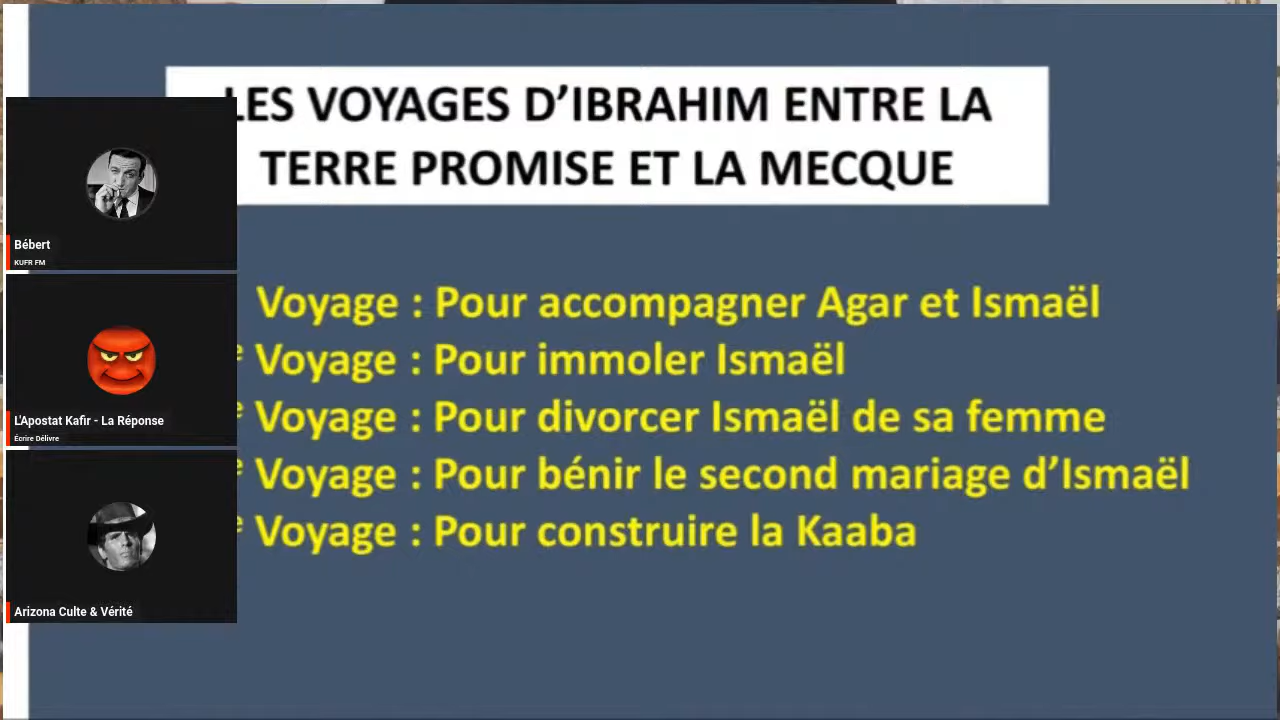 LES VOYAGES D'IBRAHIM ENTRE LA
TERRE PROMISE ET LA MECQUE
Voyage : Pour accompagner Agar et Ismaël
e Voyage : Pour immoler Ismaël
e Voyage : Pour divorcer Ismaël de sa femme
e Voyage : Pour bénir le second mariage d'Ismaël
e Voyage : Pour construire la Kaaba
Bébert
KUFR FM
L'Apostat Kafir - La Réponse
Écrire Délivre
Arizona Culte & Vérité